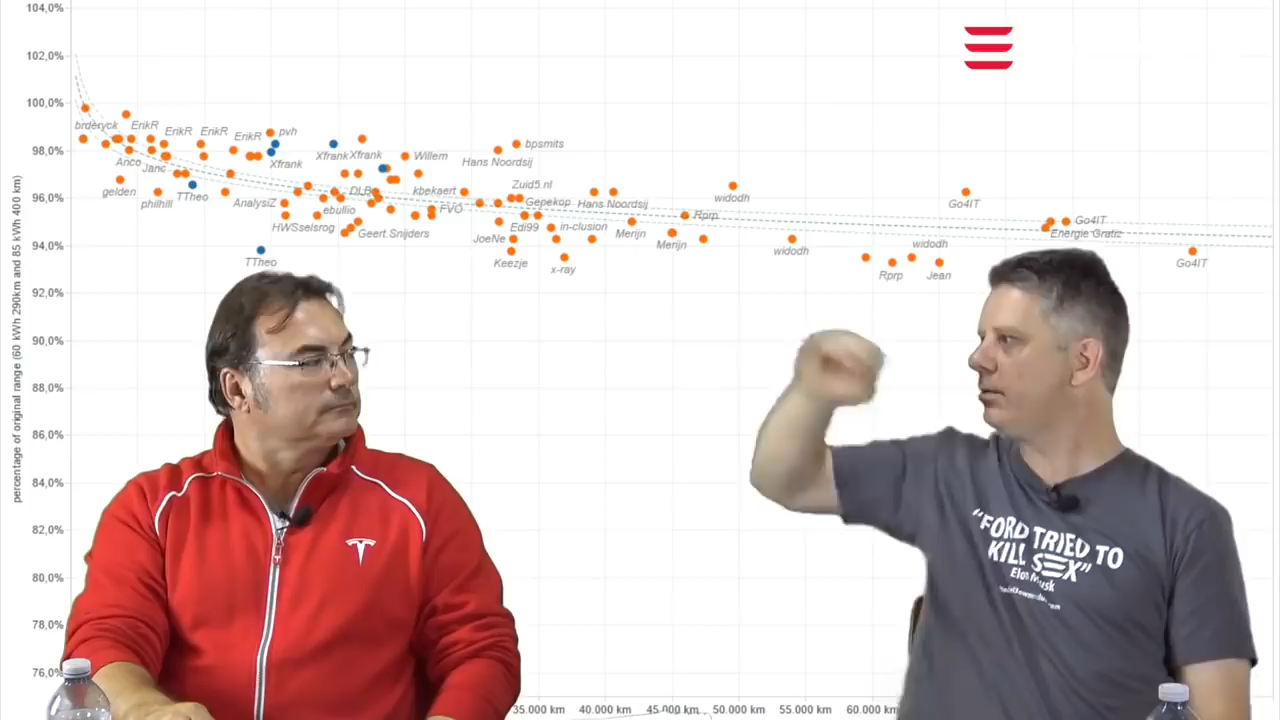 104,0%
102,0%
100,0%
98,0%
96,0%
94,0%
92,0%
90,0%
88,0%
86,0%
84,0%
82,0%
80,0%
78,0%
76,0%
percentage of original range (60 kWh 290km and 85 kWh 400 km)
brderyck
ErikR
ErikR
ErikR
ErikR
pvh
Anco
Janc
Xfrank
Xfrank
Xfrank
Willem
Hans Noordsij
bpsmits
gelden
philhill
TTheo
AnalysiZ
DLB
kbekaert
Zuid5.nl
Gepekop
Hans Noordsij
widodh
Go4IT
HWSselsrog
ebullio
Geert Snijders
FVO
Edi99
in-clusion
Merijn
Rprp
Go4IT
Energie Gratis
TTheo
JoeNe
Keezje
x-ray
Merijn
widodh
widodh
Rprp
Jean
Go4IT
"FORD TRIED TO
KILL SEX"
Elon Musk
35.000 km
40.000 km
45.000 km
50.000 km
55.000 km
60.000 km